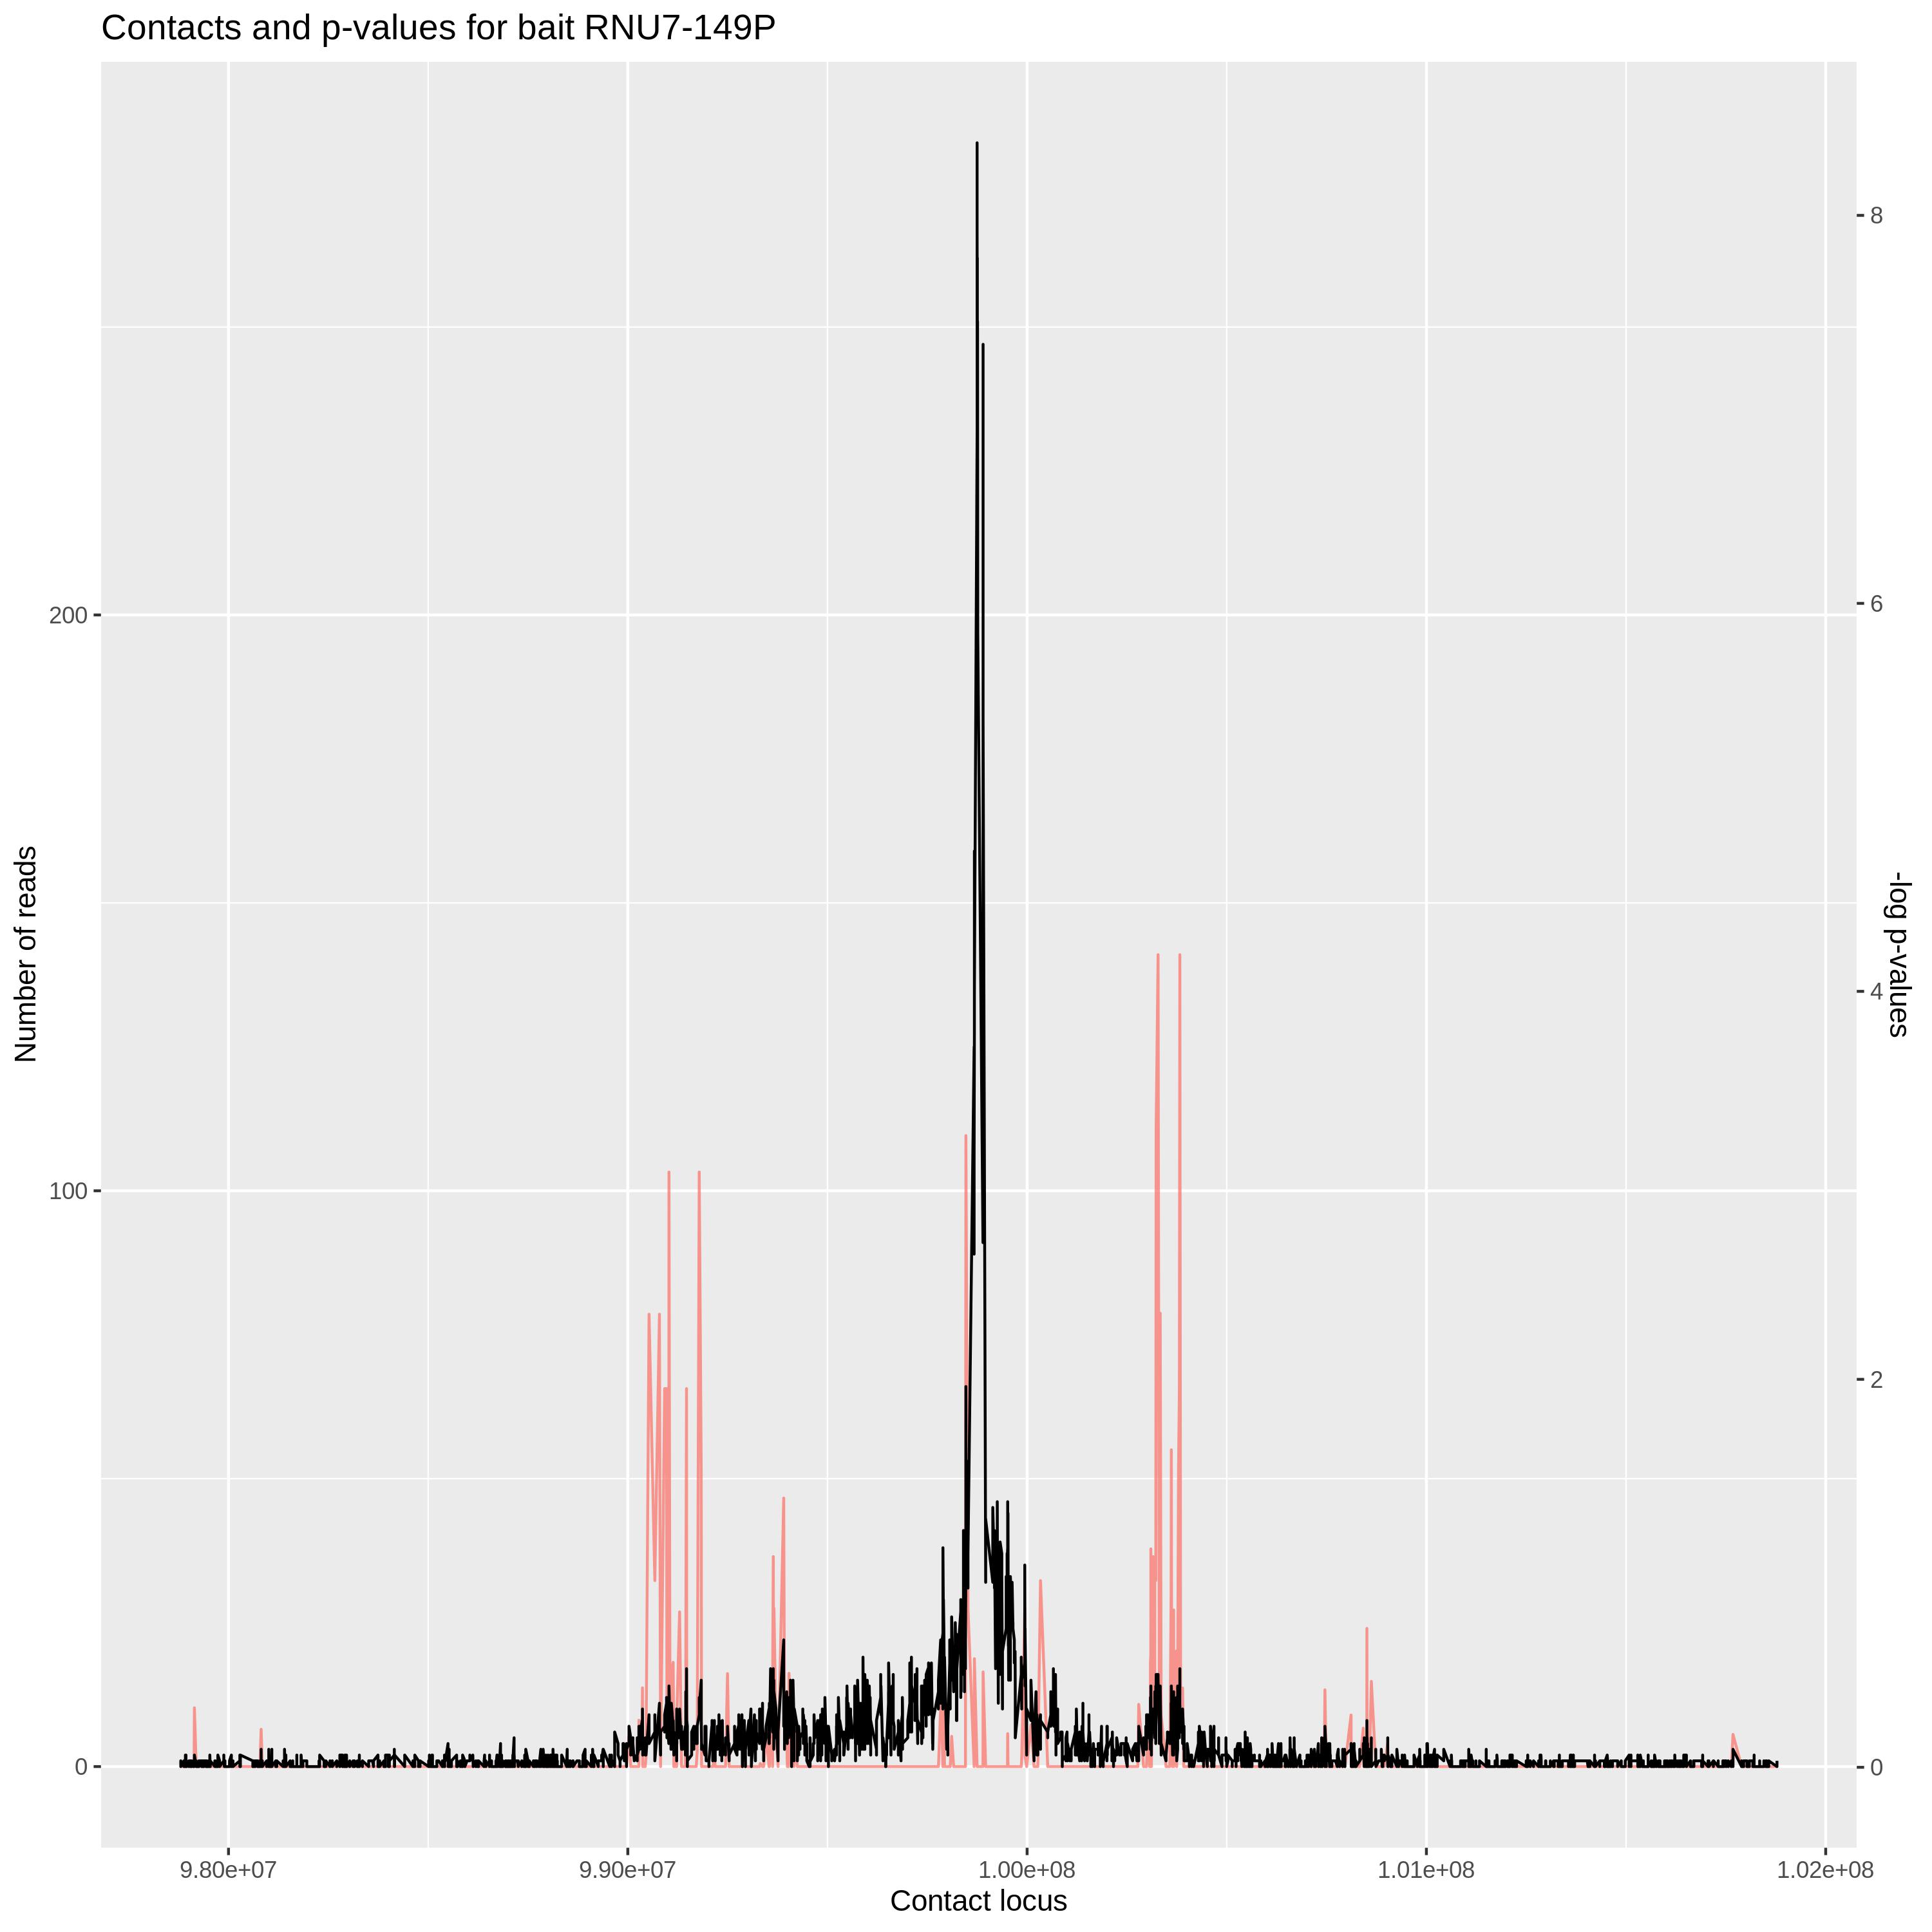 Contacts and p-values for bait RNU7-149P
Number of reads
200
100
0
8
6
4
2
0
-log p-values
9.80e+07
9.90e+07
1.00e+08
1.01e+08
1.02e+08
Contact locus